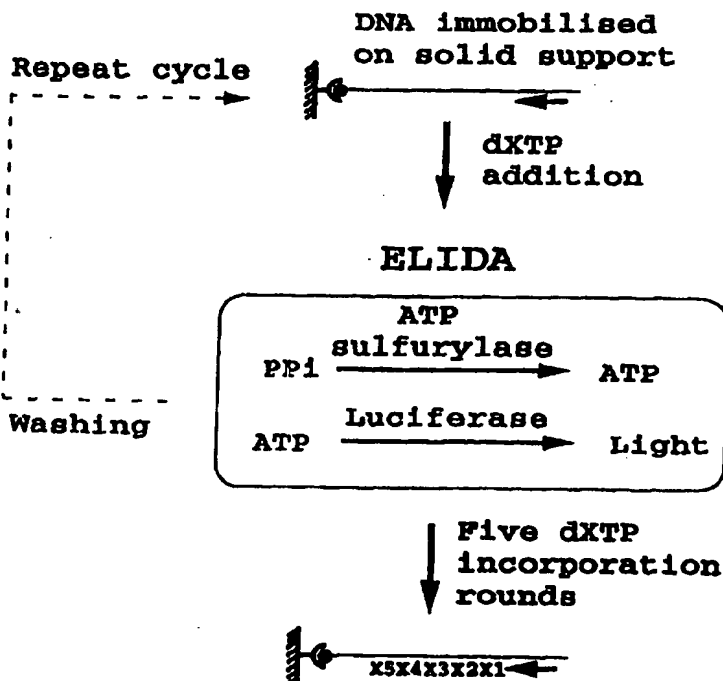 DNA immobilised
on solid support
Repeat cycle
dXTP
addition
ELIDA
ATP
sulfurylase
PPi
ATP
Washing
Luciferase
ATP
Light
Five dXTP
incorporation
rounds
X5X4X3X2X1